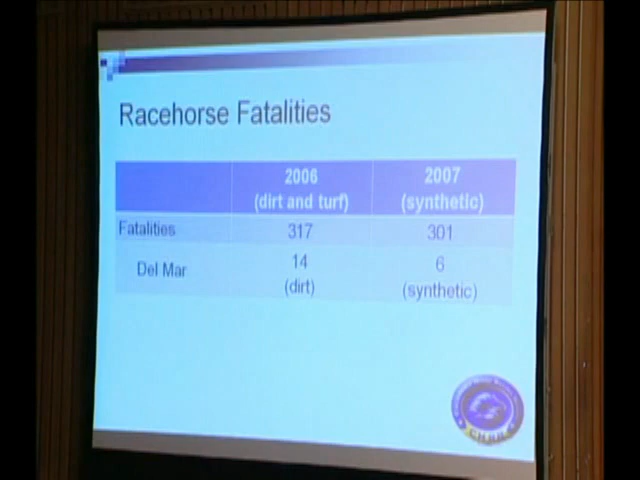 Racehorse Fatalities
2006 2007
(dirt and turf) (synthetic)
Fatalities 317 301
Del Mar 14 6
(dirt) (synthetic)
CHRB